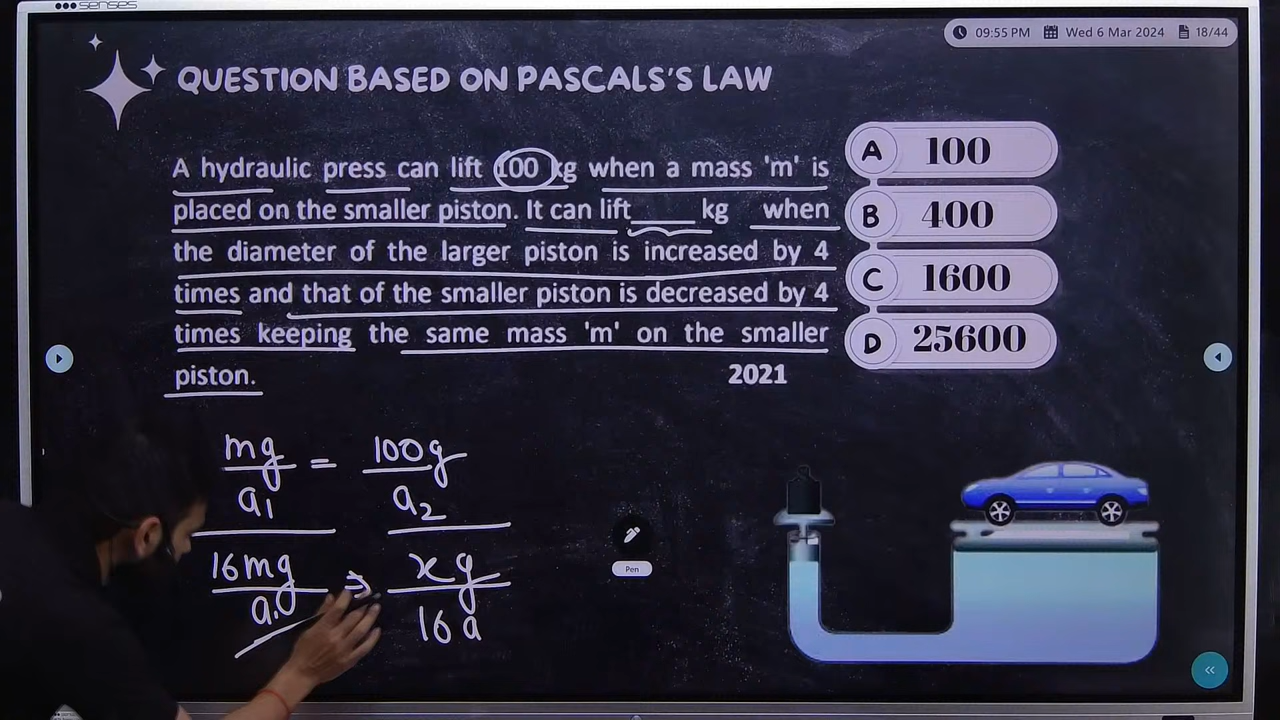 senses
09:55 PM Wed 6 Mar 2024 18/44
QUESTION BASED ON PASCALS'S LAW
A hydraulic press can lift 100 kg when a mass 'm' is
placed on the smaller piston. It can lift____ kg when
the diameter of the larger piston is increased by 4
times and that of the smaller piston is decreased by 4
times keeping the same mass 'm' on the smaller
piston. 2021
A 100
B 400
C 1600
D 25600
mg = 100g
a1 a2
16mg ⇒ xg
a1 16a
Pen